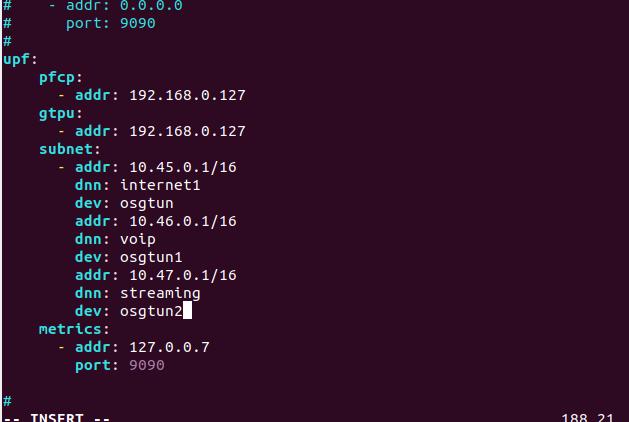 #    - addr: 0.0.0.0
#      port: 9090
#
upf:
    pfcp:
      - addr: 192.168.0.127
    gtpu:
      - addr: 192.168.0.127
    subnet:
      - addr: 10.45.0.1/16
        dnn: internet1
        dev: osgtun
        addr: 10.46.0.1/16
        dnn: voip
        dev: osgtun1
        addr: 10.47.0.1/16
        dnn: streaming
        dev: osgtun2
    metrics:
      - addr: 127.0.0.7
        port: 9090
#
-- INSERT -- 188,21